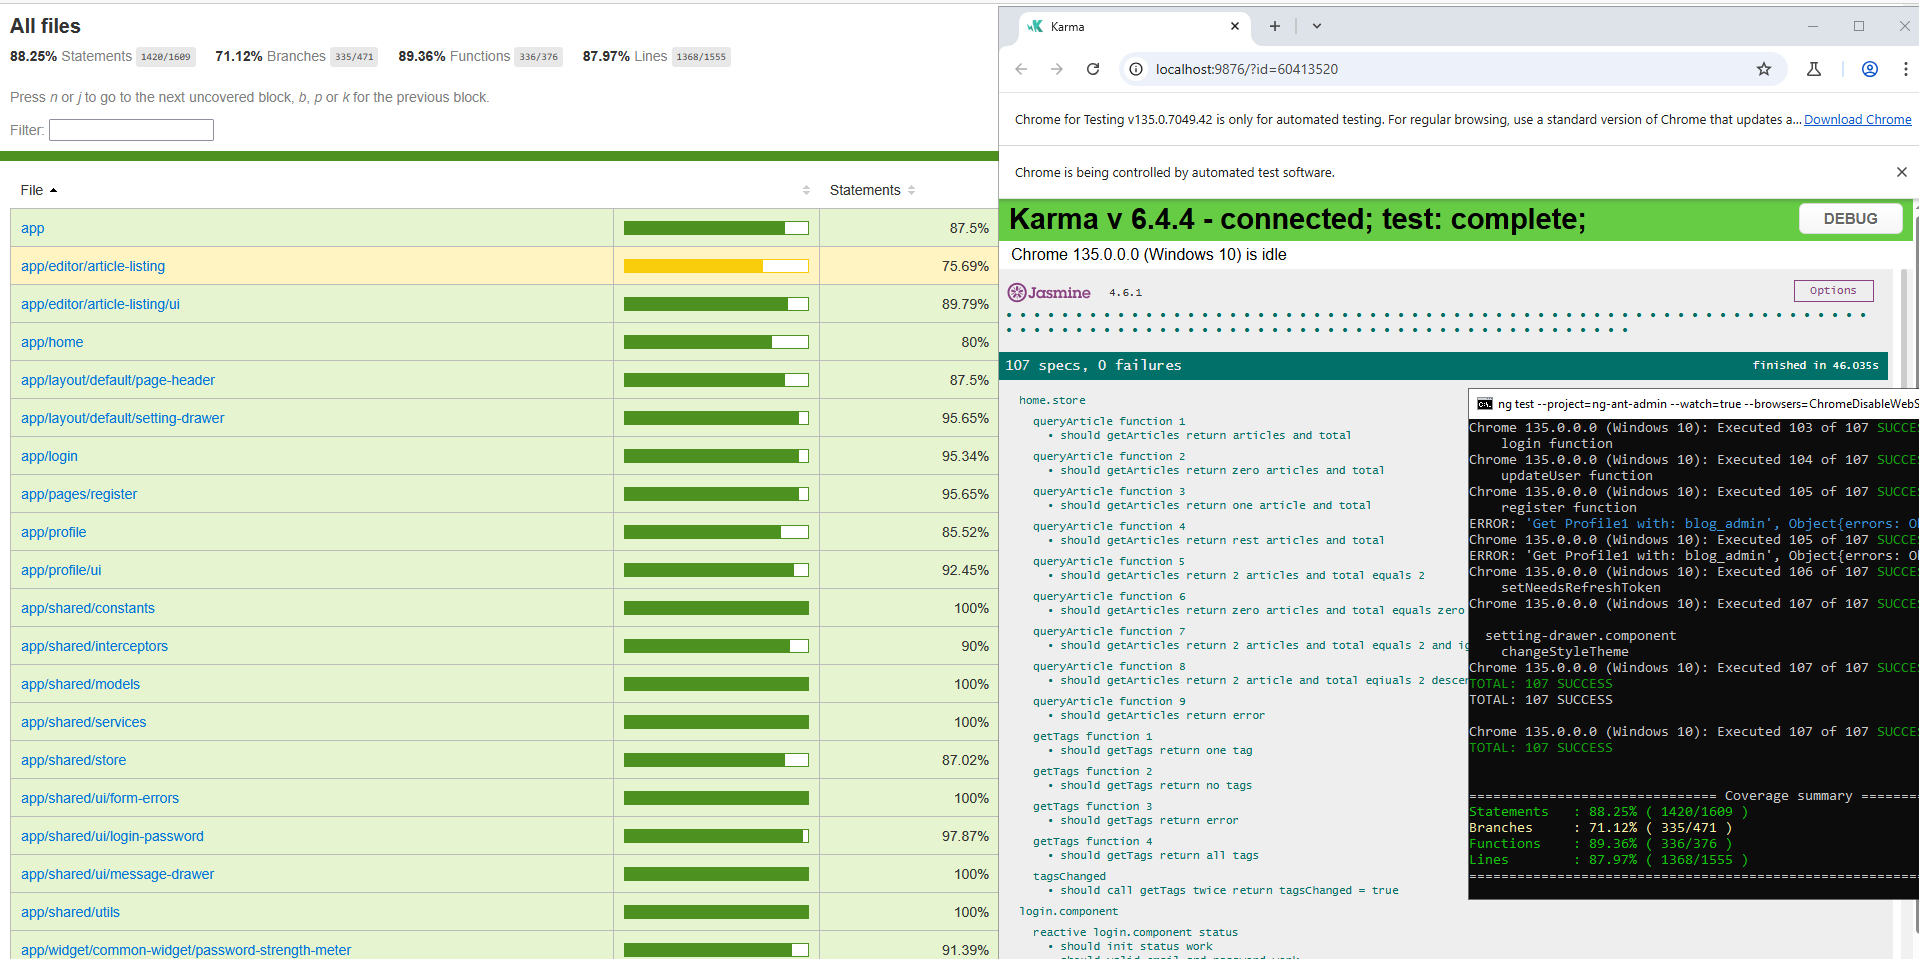 All files
88.25% Statements 1420/1609 71.12% Branches 335/471 89.36% Functions 336/376 87.97% Lines 1368/1555
Press n or j to go to the next uncovered block, b, p or k for the previous block.
Filter:
File Statements
app 87.5%
app/editor/article-listing 75.69%
app/editor/article-listing/ui 89.79%
app/home 80%
app/layout/default/page-header 87.5%
app/layout/default/setting-drawer 95.65%
app/login 95.34%
app/pages/register 95.65%
app/profile 85.52%
app/profile/ui 92.45%
app/shared/constants 100%
app/shared/interceptors 90%
app/shared/models 100%
app/shared/services 100%
app/shared/store 87.02%
app/shared/ui/form-errors 100%
app/shared/ui/login-password 97.87%
app/shared/ui/message-drawer 100%
app/shared/utils 100%
app/widget/common-widget/password-strength-meter 91.39%
Karma
localhost:9876/?id=60413520
Chrome for Testing v135.0.7049.42 is only for automated testing. For regular browsing, use a standard version of Chrome that updates a... Download Chrome
Chrome is being controlled by automated test software.
Karma v 6.4.4 - connected; test: complete;
DEBUG
Chrome 135.0.0.0 (Windows 10) is idle
Jasmine 4.6.1
Options
107 specs, 0 failures
finished in 46.035s
home.store
queryArticle function 1
• should getArticles return articles and total
queryArticle function 2
• should getArticles return zero articles and total
queryArticle function 3
• should getArticles return one article and total
queryArticle function 4
• should getArticles return rest articles and total
queryArticle function 5
• should getArticles return 2 articles and total equals 2
queryArticle function 6
• should getArticles return zero articles and total equals zero
queryArticle function 7
• should getArticles return 2 articles and total equals 2 and ig
queryArticle function 8
• should getArticles return 2 article and total eqiuals 2 descen
queryArticle function 9
• should getArticles return error
getTags function 1
• should getTags return one tag
getTags function 2
• should getTags return no tags
getTags function 3
• should getTags return error
getTags function 4
• should getTags return all tags
tagsChanged
• should call getTags twice return tagsChanged = true
login.component
reactive login.component status
• should init status work
ng test --project=ng-ant-admin --watch=true --browsers=ChromeDisableWebS
Chrome 135.0.0.0 (Windows 10): Executed 103 of 107 SUCCES
login function
Chrome 135.0.0.0 (Windows 10): Executed 104 of 107 SUCCES
updateUser function
Chrome 135.0.0.0 (Windows 10): Executed 105 of 107 SUCCES
register function
ERROR: 'Get Profile1 with: blog_admin', Object{errors: O
Chrome 135.0.0.0 (Windows 10): Executed 105 of 107 SUCCES
ERROR: 'Get Profile1 with: blog_admin', Object{errors: O
Chrome 135.0.0.0 (Windows 10): Executed 106 of 107 SUCCES
setNeedsRefreshToken
Chrome 135.0.0.0 (Windows 10): Executed 107 of 107 SUCCES
setting-drawer.component
changeStyleTheme
Chrome 135.0.0.0 (Windows 10): Executed 107 of 107 SUCCES
TOTAL: 107 SUCCESS
TOTAL: 107 SUCCESS
Chrome 135.0.0.0 (Windows 10): Executed 107 of 107 SUCCES
TOTAL: 107 SUCCESS
=============================== Coverage summary ========
Statements : 88.25% ( 1420/1609 )
Branches : 71.12% ( 335/471 )
Functions : 89.36% ( 336/376 )
Lines : 87.97% ( 1368/1555 )
=========================================================